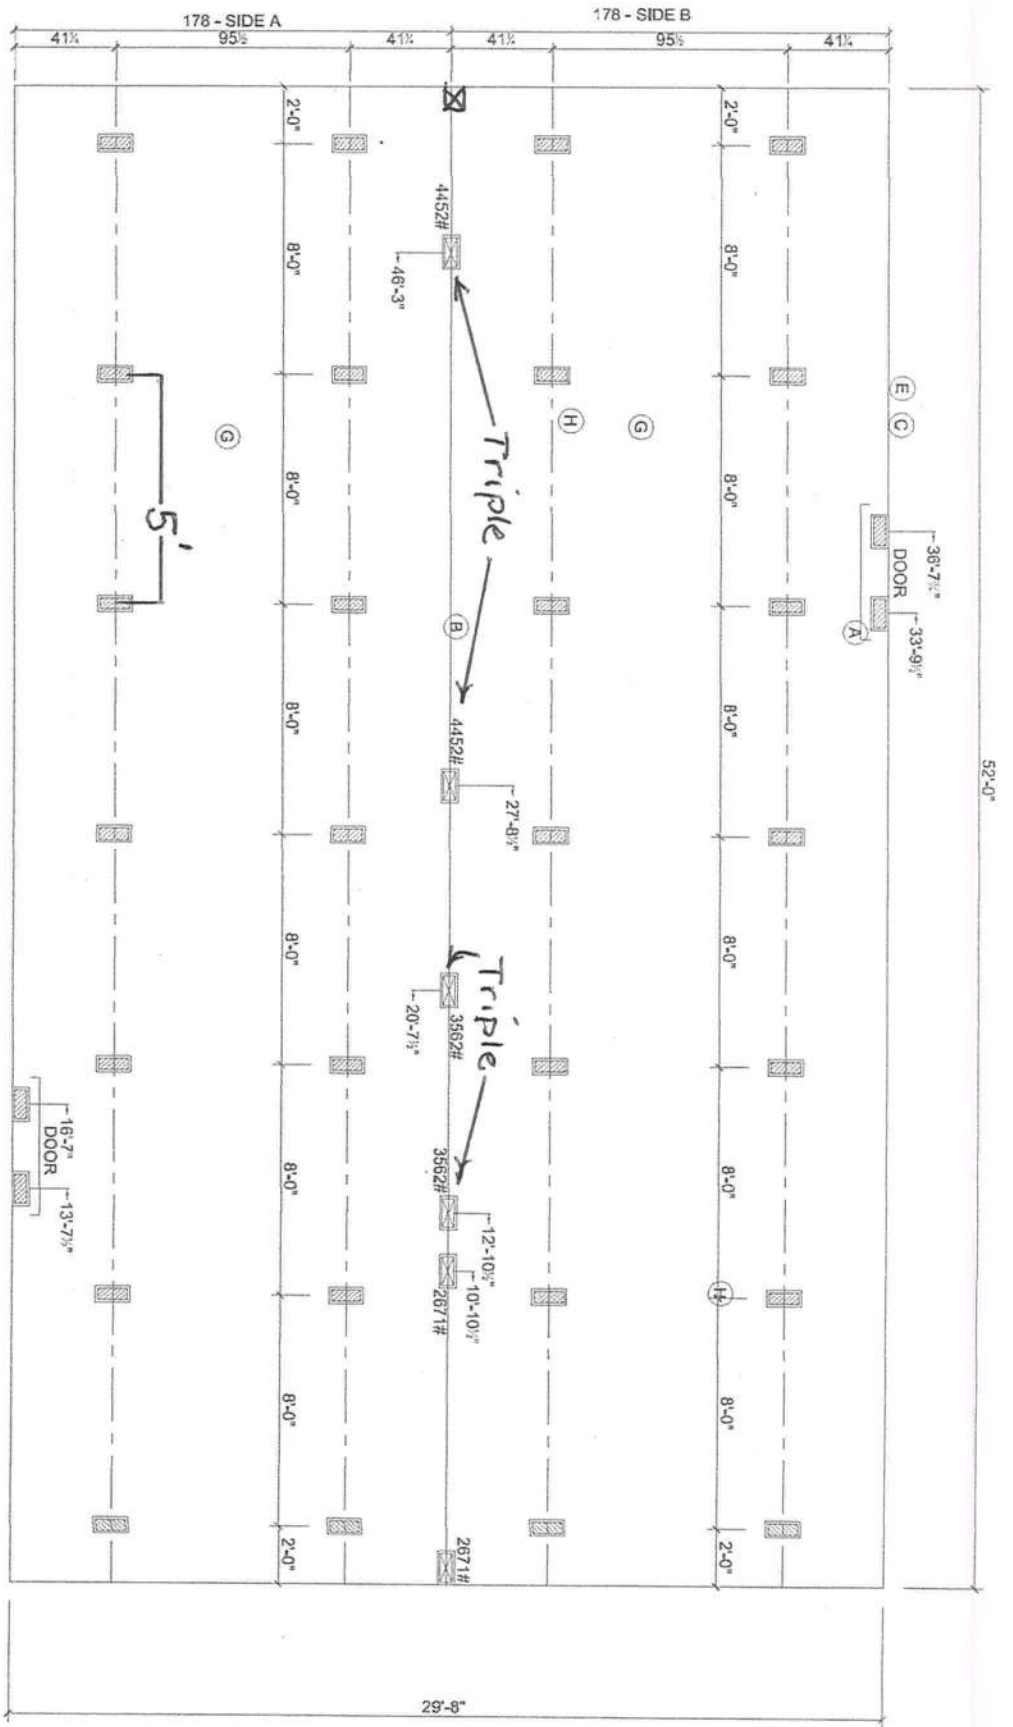 178 - SIDE A
178 - SIDE B
41¼
95½
41¼
41¼
95½
41¼
2'-0"
2'-0"
4452#
8'-0"
8'-0"
46'-3"
E
C
H
G
G
Triple
8'-0"
8'-0"
5'
36'-7½"
DOOR
33'-9½"
A
B
8'-0"
8'-0"
4452#
27'-8½"
52'-0"
8'-0"
8'-0"
Triple
20'-7½"
3562#
16'-7"
DOOR
13'-7½"
8'-0"
8'-0"
3562#
12'-10½"
10'-10½"
2671#
H
8'-0"
8'-0"
2'-0"
2'-0"
2671#
29'-8"